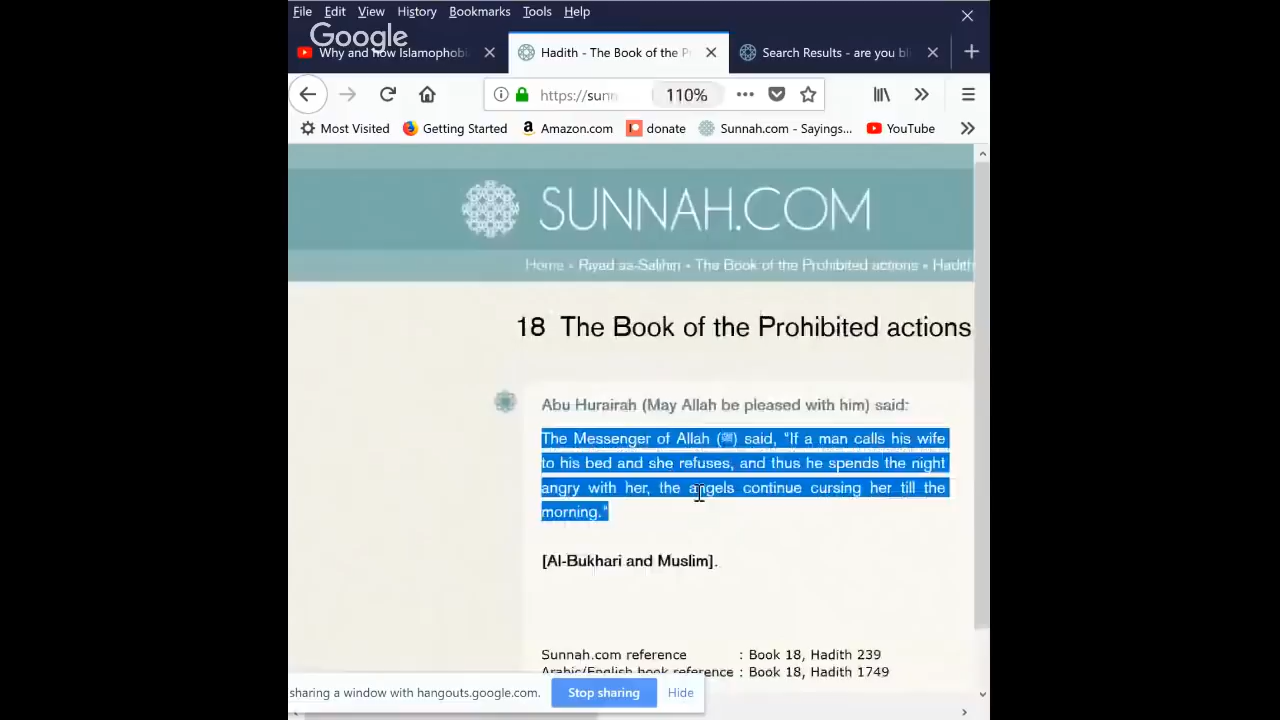 File Edit View History Bookmarks Tools Help
Google
Why and how Islamophobi
Hadith - The Book of the P
Search Results - are you bli
https://sunn
110%
Most Visited Getting Started Amazon.com donate Sunnah.com - Sayings... YouTube
SUNNAH.COM
Home » Riyad as-Salihin » The Book of the Prohibited actions » Hadith
18 The Book of the Prohibited actions
Abu Hurairah (May Allah be pleased with him) said:
The Messenger of Allah (ﷺ) said, "If a man calls his wife
to his bed and she refuses, and thus he spends the night
angry with her, the angels continue cursing her till the
morning."
[Al-Bukhari and Muslim].
Sunnah.com reference : Book 18, Hadith 239
Arabic/English book reference : Book 18, Hadith 1749
sharing a window with hangouts.google.com. Stop sharing Hide